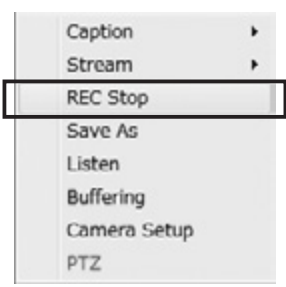 Caption
Stream
REC Stop
Save As
Listen
Buffering
Camera Setup
PTZ